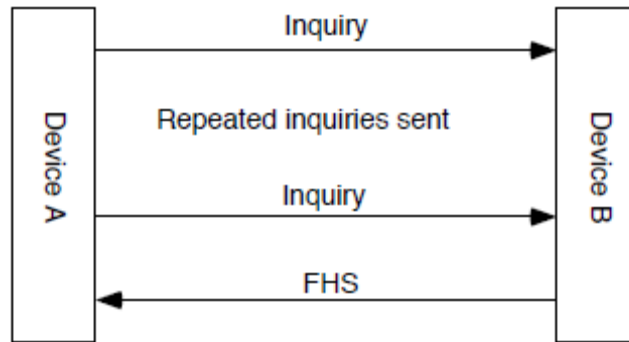 Inquiry
Device A
Repeated inquiries sent
Device B
Inquiry
FHS